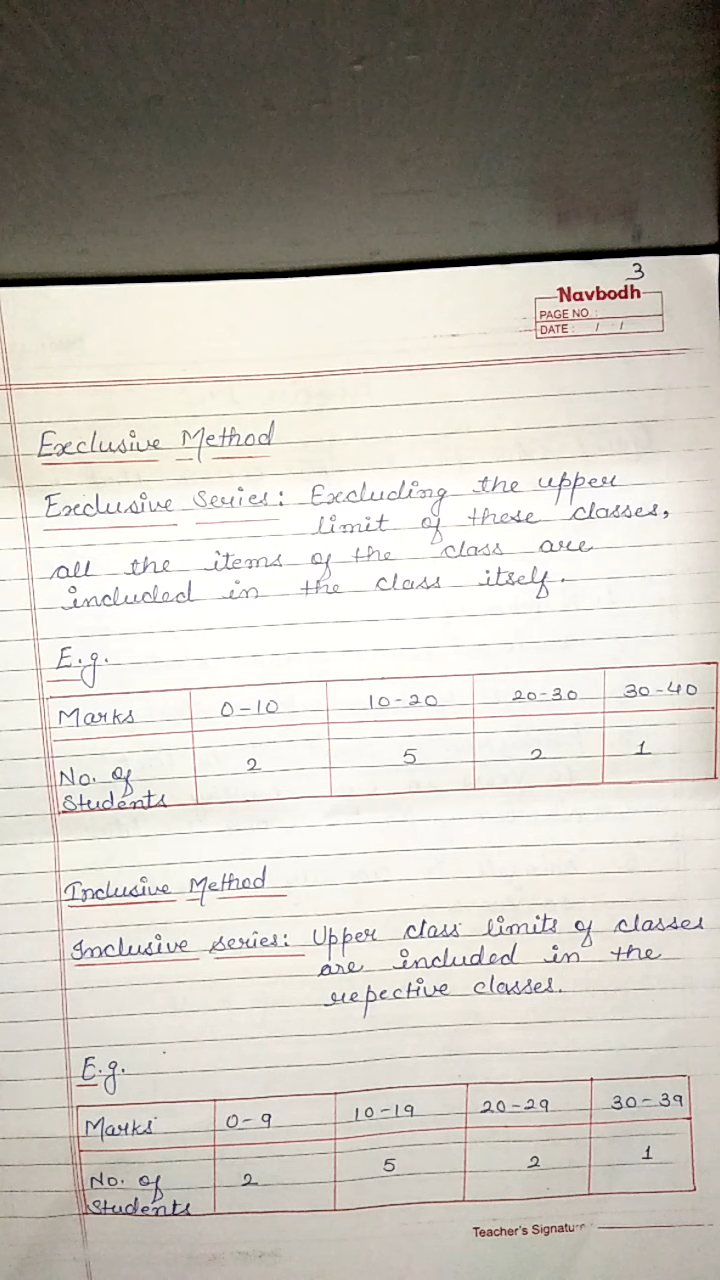 3
Navbodh
PAGE NO. :
DATE : / /
Exclusive Method
Exclusive Series: Excluding the upper
limit of these classes,
all the items of the class are
included in the class itself.
E.g.
Marks 0-10 10-20 20-30 30-40
No. of 2 5 2 1
Students
Inclusive Method
Inclusive series: Upper class limits of classes
are included in the
repective classes.
E.g.
Marks 0-9 10-19 20-29 30-39
No. of 2 5 2 1
Students
Teacher's Signature